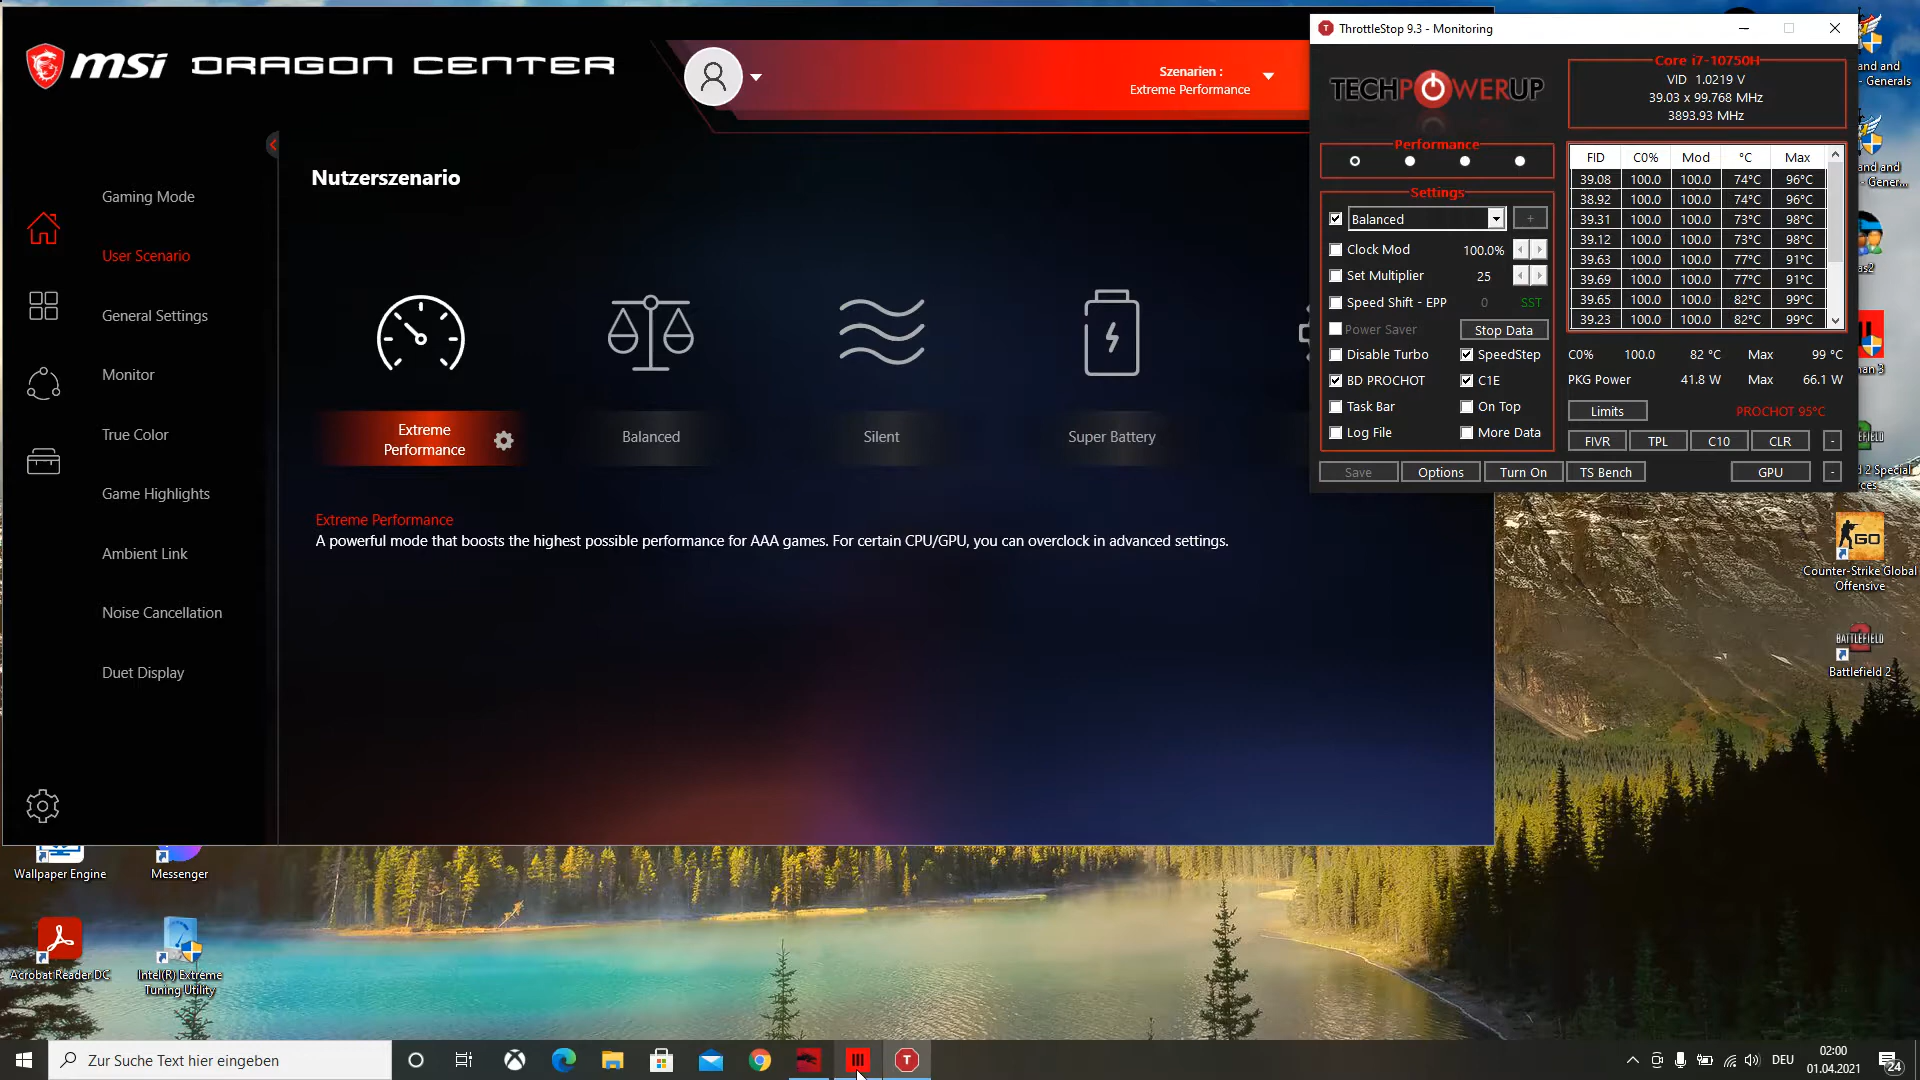 msi DRAGON CENTER
Szenarien :
Extreme Performance
Gaming Mode
User Scenario
General Settings
Monitor
True Color
Game Highlights
Ambient Link
Noise Cancellation
Duet Display
Nutzerszenario
Extreme
Performance
Balanced
Silent
Super Battery
Extreme Performance
A powerful mode that boosts the highest possible performance for AAA games. For certain CPU/GPU, you can overclock in advanced settings.
T ThrottleStop 9.3 - Monitoring
TECHPOWERUP
Core i7-10750H
VID 1.0219 V
39.03 x 99.768 MHz
3893.93 MHz
Performance
Settings
Balanced +
Clock Mod 100.0%
Set Multiplier 25
Speed Shift - EPP 0 SST
Power Saver Stop Data
Disable Turbo SpeedStep
BD PROCHOT C1E
Task Bar On Top
Log File More Data
Save Options Turn On TS Bench GPU -
FID C0% Mod °C Max
39.08 100.0 100.0 74°C 96°C
38.92 100.0 100.0 74°C 96°C
39.31 100.0 100.0 73°C 98°C
39.12 100.0 100.0 73°C 98°C
39.63 100.0 100.0 77°C 91°C
39.69 100.0 100.0 77°C 91°C
39.65 100.0 100.0 82°C 99°C
39.23 100.0 100.0 82°C 99°C
C0% 100.0 82 °C Max 99 °C
PKG Power 41.8 W Max 66.1 W
Limits PROCHOT 95°C
FIVR TPL C10 CLR -
and and
- Generals
and and
- Gener...
GO
Counter-Strike Global
Offensive
BATTLEFIELD
Battlefield 2
Wallpaper Engine
Messenger
Acrobat Reader DC
Intel(R) Extreme
Tuning Utility
Zur Suche Text hier eingeben
T
DEU
02:00
01.04.2021
24